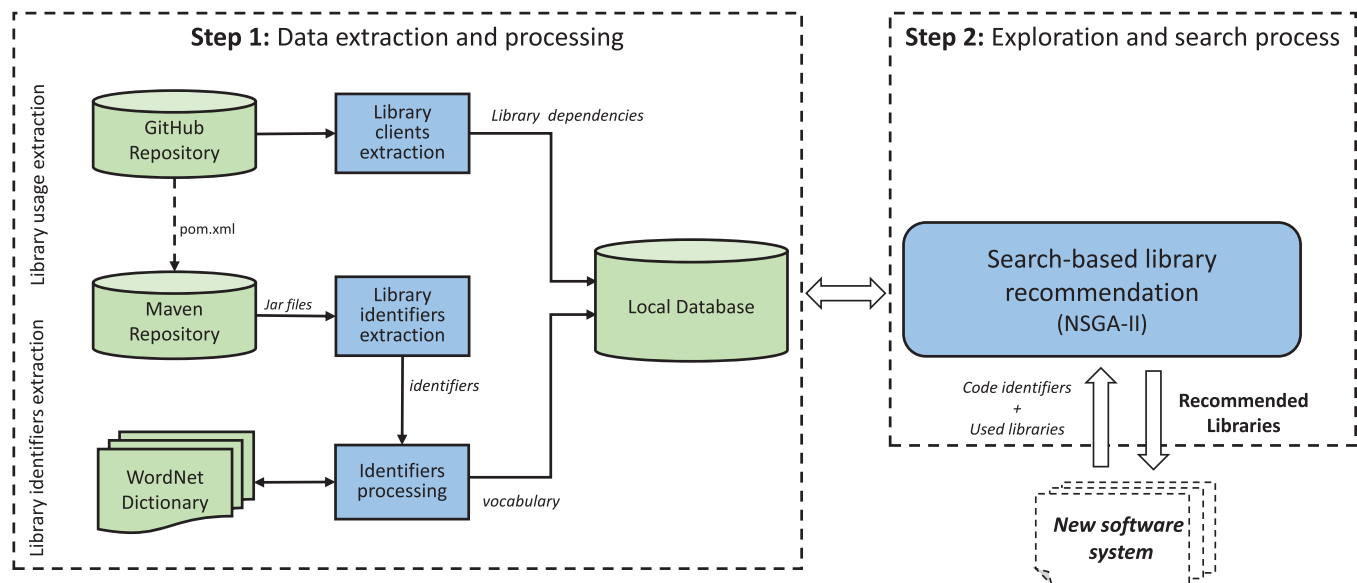 Step 1: Data extraction and processing
Library usage extraction
Library identifiers extraction
GitHub
Repository
Library
clients
extraction
Library dependencies
pom.xml
Maven
Repository
Jar files
Library
identifiers
extraction
identifiers
WordNet
Dictionary
Identifiers
processing
vocabulary
Local Database
Step 2: Exploration and search process
Search-based library
recommendation
(NSGA-II)
Code identifiers
+
Used libraries
Recommended
Libraries
New software
system